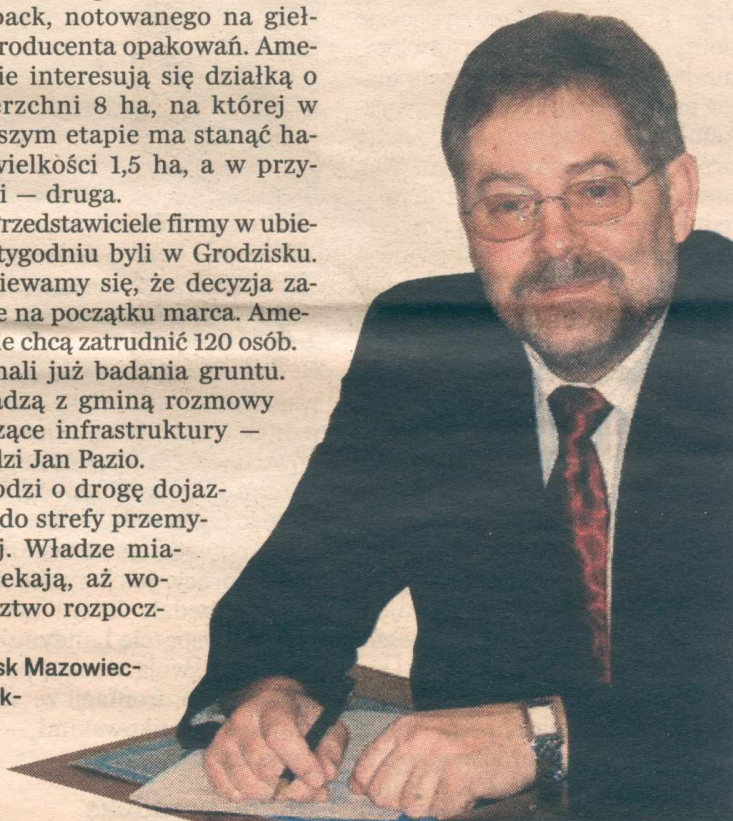 pack, notowanego na gieł-
roducenta opakowań. Ame-
ie interesują się działką o
erzchni 8 ha, na której w
szym etapie ma stanąć ha-
wielkości 1,5 ha, a w przy-
i — druga.
Przedstawiciele firmy w ubie-
tygodniu byli w Grodzisku.
iewamy się, że decyzja za-
e na początku marca. Ame-
ie chcą zatrudnić 120 osób.
nali już badania gruntu.
adzą z gminą rozmowy
zące infrastruktury —
dzi Jan Pazio.
odzi o drogę dojaz-
do strefy przemy-
j. Władze mia-
ekają, aż wo-
ztwo rozpocz-
sk Mazowiec-
k-